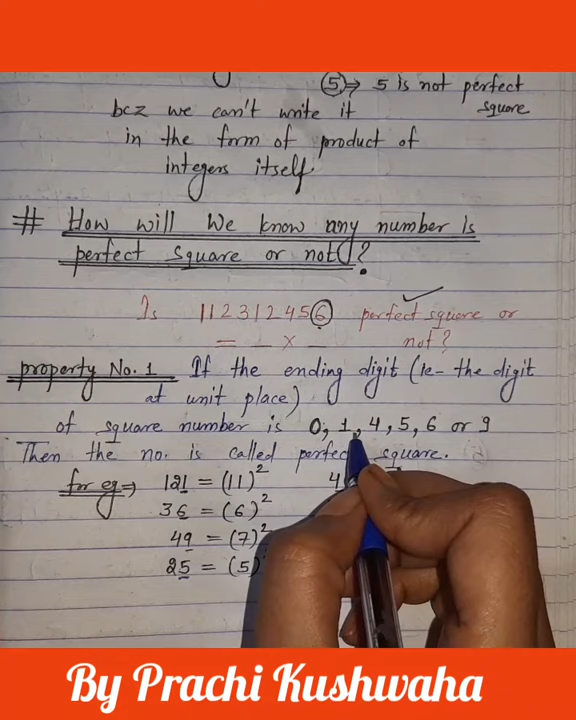 5 ⇒ 5 is not perfect
square
bcz we can't write it
in the form of product of
integers itself.
# How will We know any number is
perfect square or not?
Is 1123124456 perfect square or
= _ × _ not?
property No. 1 If the ending digit (ie- the digit
at unit place)
of square number is 0, 1, 4, 5, 6 or 9
Then the no. is called perfect square.
for eg ⇒ 121 = (11)²
36 = (6)²
49 = (7)²
25 = (5)
By Prachi Kushwaha